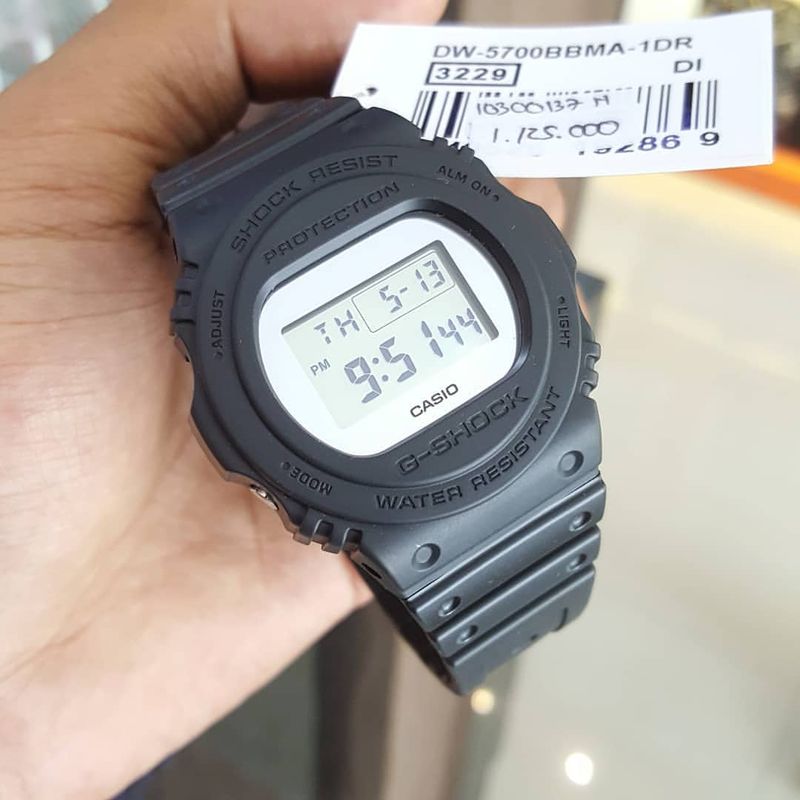 DW-5700BBMA-1DR
3229 DI
10300137 H
1.125.000
286 9
SHOCK RESIST
PROTECTION
ALM ON
ADJUST
LIGHT
TH 5-13
PM 9:51 44
CASIO
G-SHOCK
WATER RESISTANT
MODE